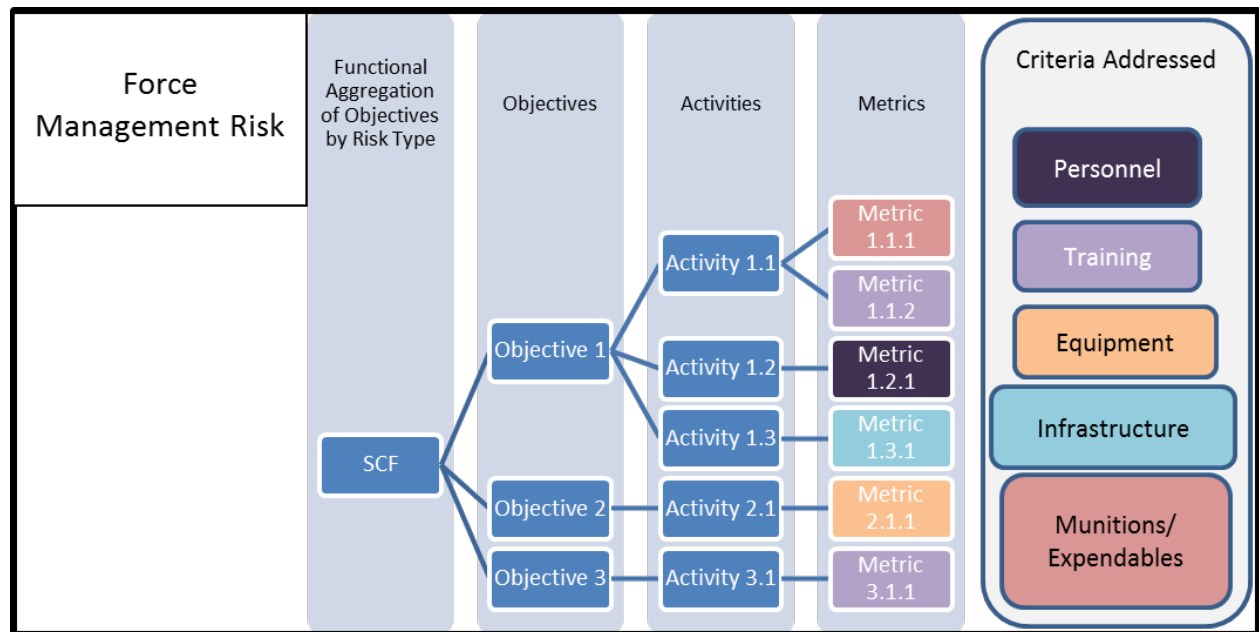 Force
Management Risk
Functional
Aggregation
of Objectives
by Risk Type
Objectives
Activities
Metrics
Criteria Addressed
SCF
Objective 1
Objective 2
Objective 3
Activity 1.1
Activity 1.2
Activity 1.3
Activity 2.1
Activity 3.1
Metric
1.1.1
Metric
1.1.2
Metric
1.2.1
Metric
1.3.1
Metric
2.1.1
Metric
3.1.1
Personnel
Training
Equipment
Infrastructure
Munitions/
Expendables